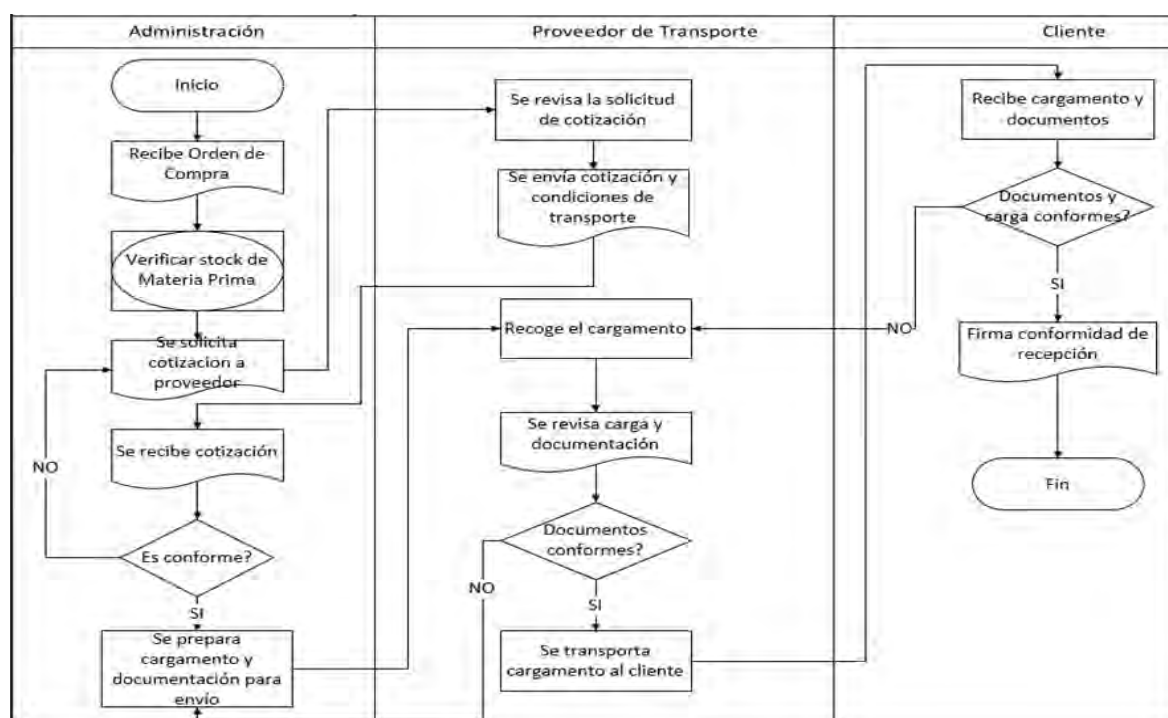 Administración
Proveedor de Transporte
Cliente
Inicio
Recibe Orden de
Compra
Verificar stock de
Materia Prima
Se solicita
cotizacion a
proveedor
Se recibe cotización
NO
Es conforme?
SI
Se prepara
cargamento y
documentación para
envío
Se revisa la solicitud
de cotización
Se envía cotización y
condiciones de
transporte
Recoge el cargamento
Se revisa carga y
documentación
Documentos
conformes?
NO
SI
Se transporta
cargamento al cliente
Recibe cargamento y
documentos
Documentos y
carga conformes?
NO
SI
Firma conformidad de
recepción
Fin